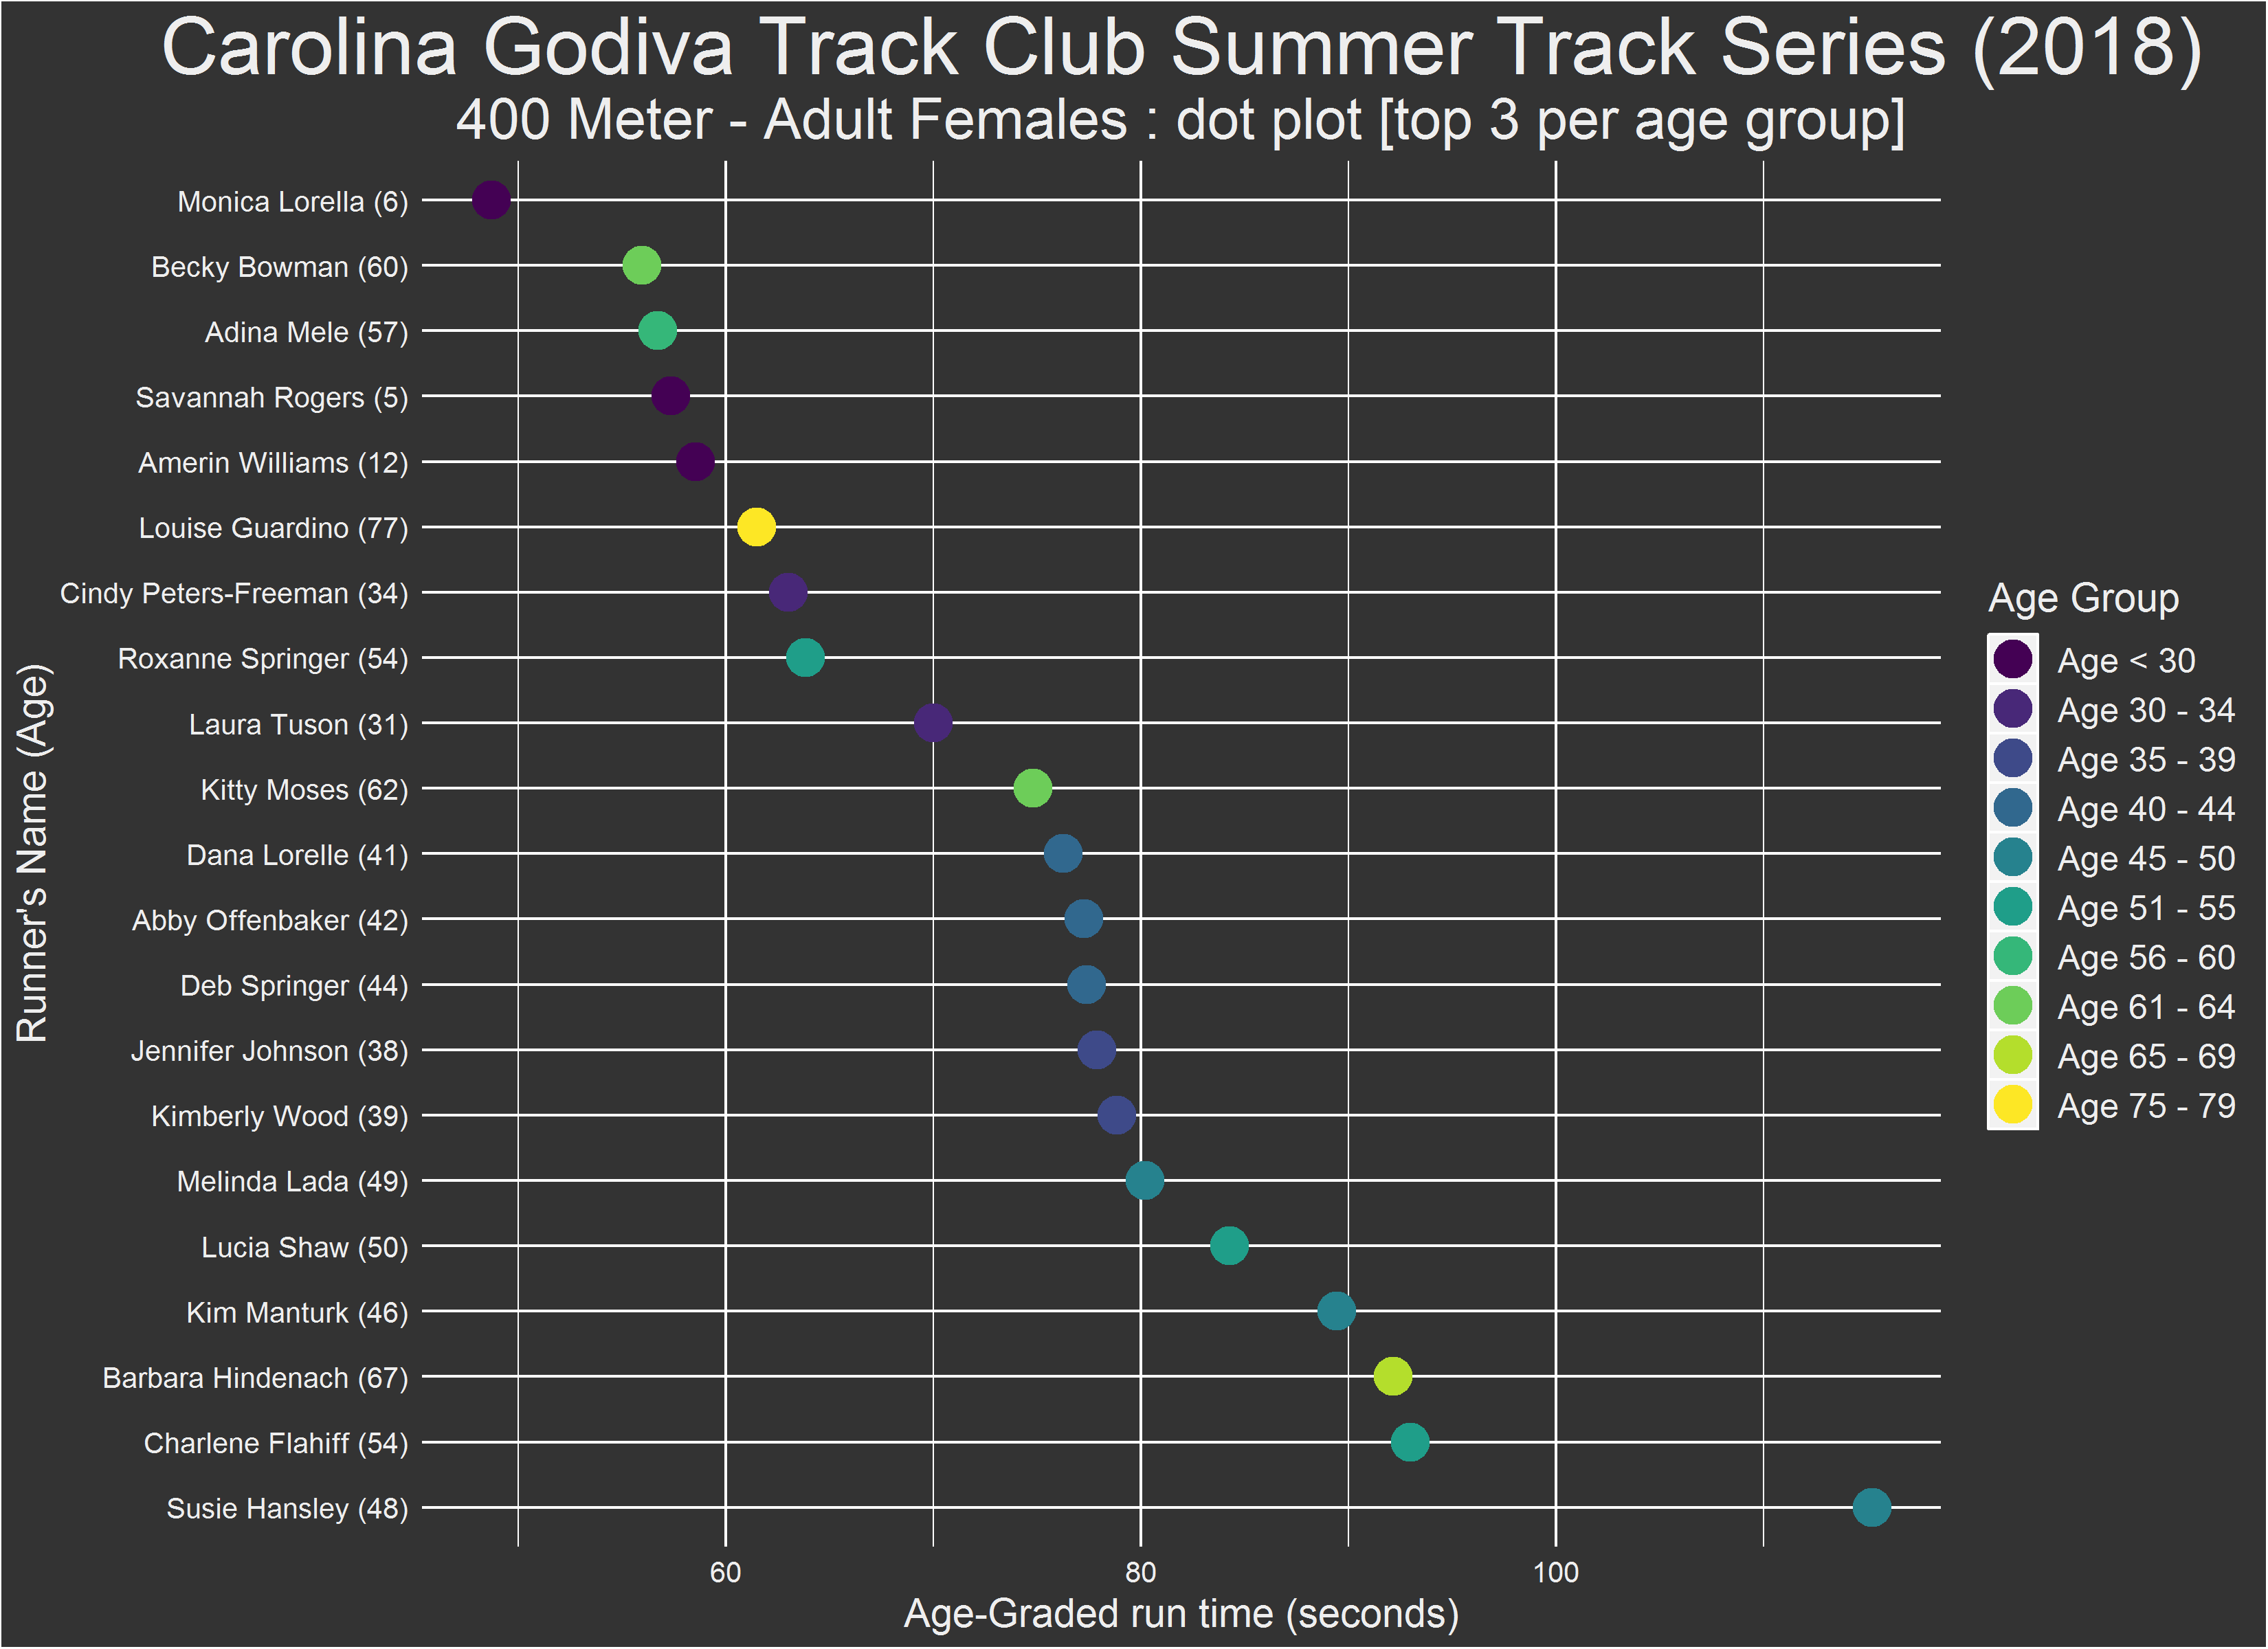 Carolina Godiva Track Club Summer Track Series (2018)
400 Meter - Adult Females : dot plot [top 3 per age group]
Runner's Name (Age)
Monica Lorella (6)
Becky Bowman (60)
Adina Mele (57)
Savannah Rogers (5)
Amerin Williams (12)
Louise Guardino (77)
Cindy Peters-Freeman (34)
Roxanne Springer (54)
Laura Tuson (31)
Kitty Moses (62)
Dana Lorelle (41)
Abby Offenbaker (42)
Deb Springer (44)
Jennifer Johnson (38)
Kimberly Wood (39)
Melinda Lada (49)
Lucia Shaw (50)
Kim Manturk (46)
Barbara Hindenach (67)
Charlene Flahiff (54)
Susie Hansley (48)
60 80 100
Age-Graded run time (seconds)
Age Group
Age < 30
Age 30 - 34
Age 35 - 39
Age 40 - 44
Age 45 - 50
Age 51 - 55
Age 56 - 60
Age 61 - 64
Age 65 - 69
Age 75 - 79